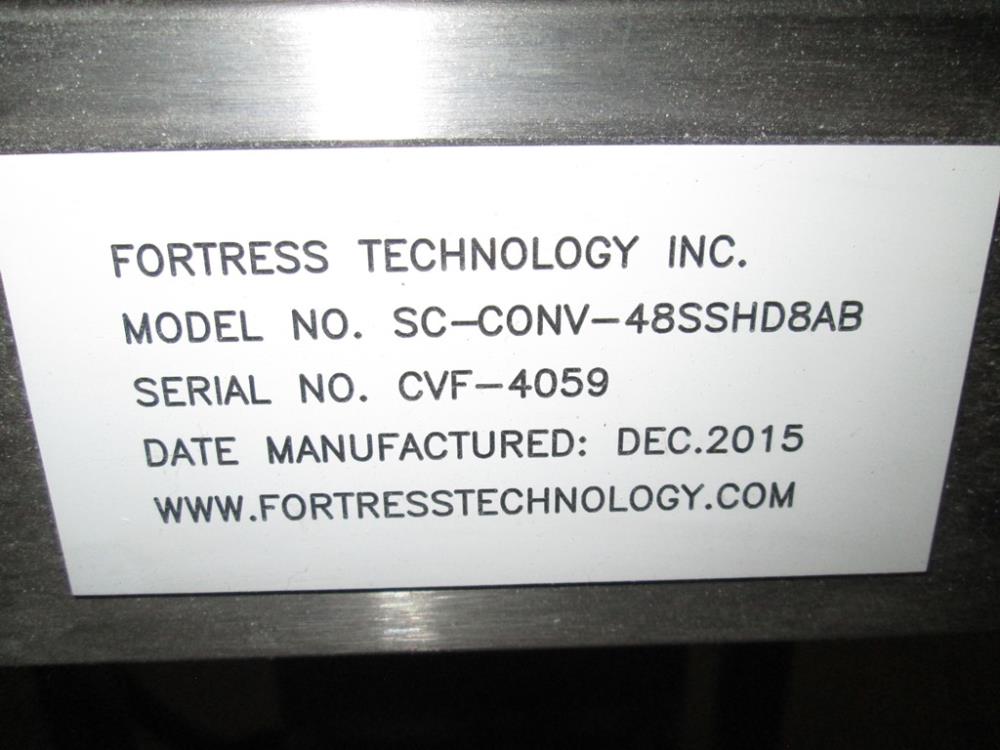 FORTRESS TECHNOLOGY INC.
MODEL NO. SC-CONV-48SSHD8AB
SERIAL NO. CVF-4059
DATE MANUFACTURED: DEC.2015
WWW.FORTRESSTECHNOLOGY.COM